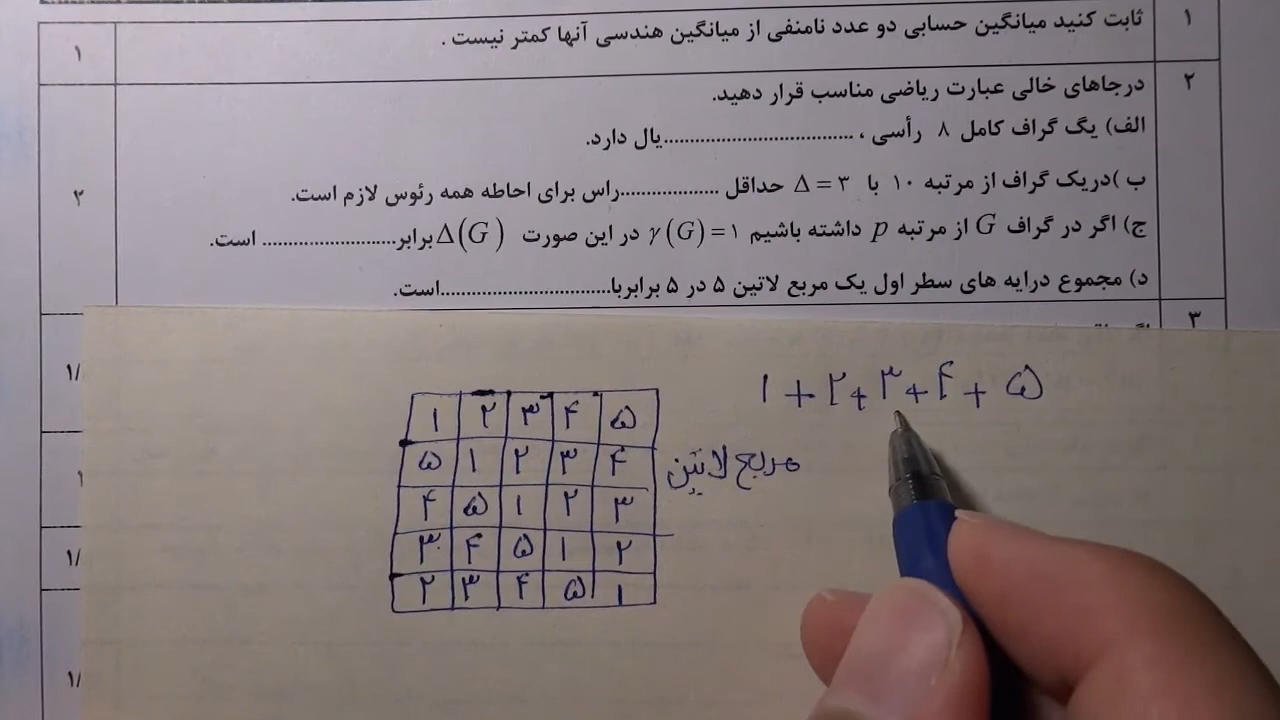 ۱ ثابت کنید میانگین حسابی دو عدد نامنفی از میانگین هندسی آنها کمتر نیست . ۱
۲ درجاهای خالی عبارت ریاضی مناسب قرار دهید. ۲
الف) یگ گراف کامل ۸ رأسی ، ................................یال دارد.
ب )دریک گراف از مرتبه ۱۰ با Δ = ۳ حداقل ..................راس برای احاطه همه رئوس لازم است.
ج) اگر در گراف G از مرتبه p داشته باشیم γ(G) = ۱ در این صورت Δ(G) برابر......................... است.
د) مجموع درایه های سطر اول یک مربع لاتین ۵ در ۵ برابربا................................است.
۳
۱/
۱
۱/
۱/
۱ + ۲ + ۳ + ۴ + ۵
۱ ۲ ۳ ۴ ۵
۵ ۱ ۲ ۳ ۴
مربع لاتین
۴ ۵ ۱ ۲ ۳
۳ ۴ ۵ ۱ ۲
۲ ۳ ۴ ۵ ۱